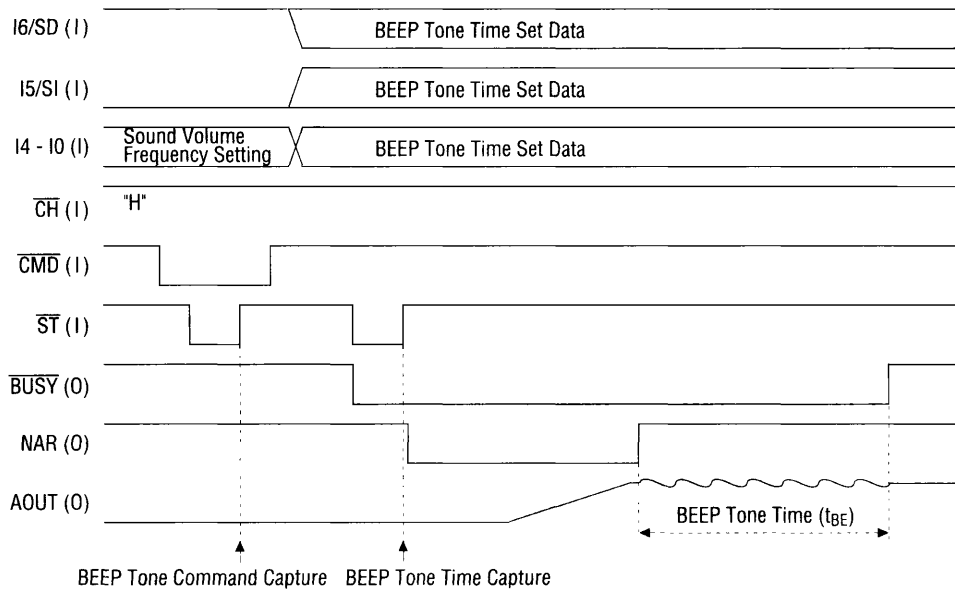 I6/SD (I) BEEP Tone Time Set Data
I5/SI (I) BEEP Tone Time Set Data
I4 - I0 (I) Sound Volume
Frequency Setting BEEP Tone Time Set Data
CH (I) "H"
CMD (I)
ST (I)
BUSY (O)
NAR (O)
AOUT (O)
BEEP Tone Time (tBE)
BEEP Tone Command Capture BEEP Tone Time Capture